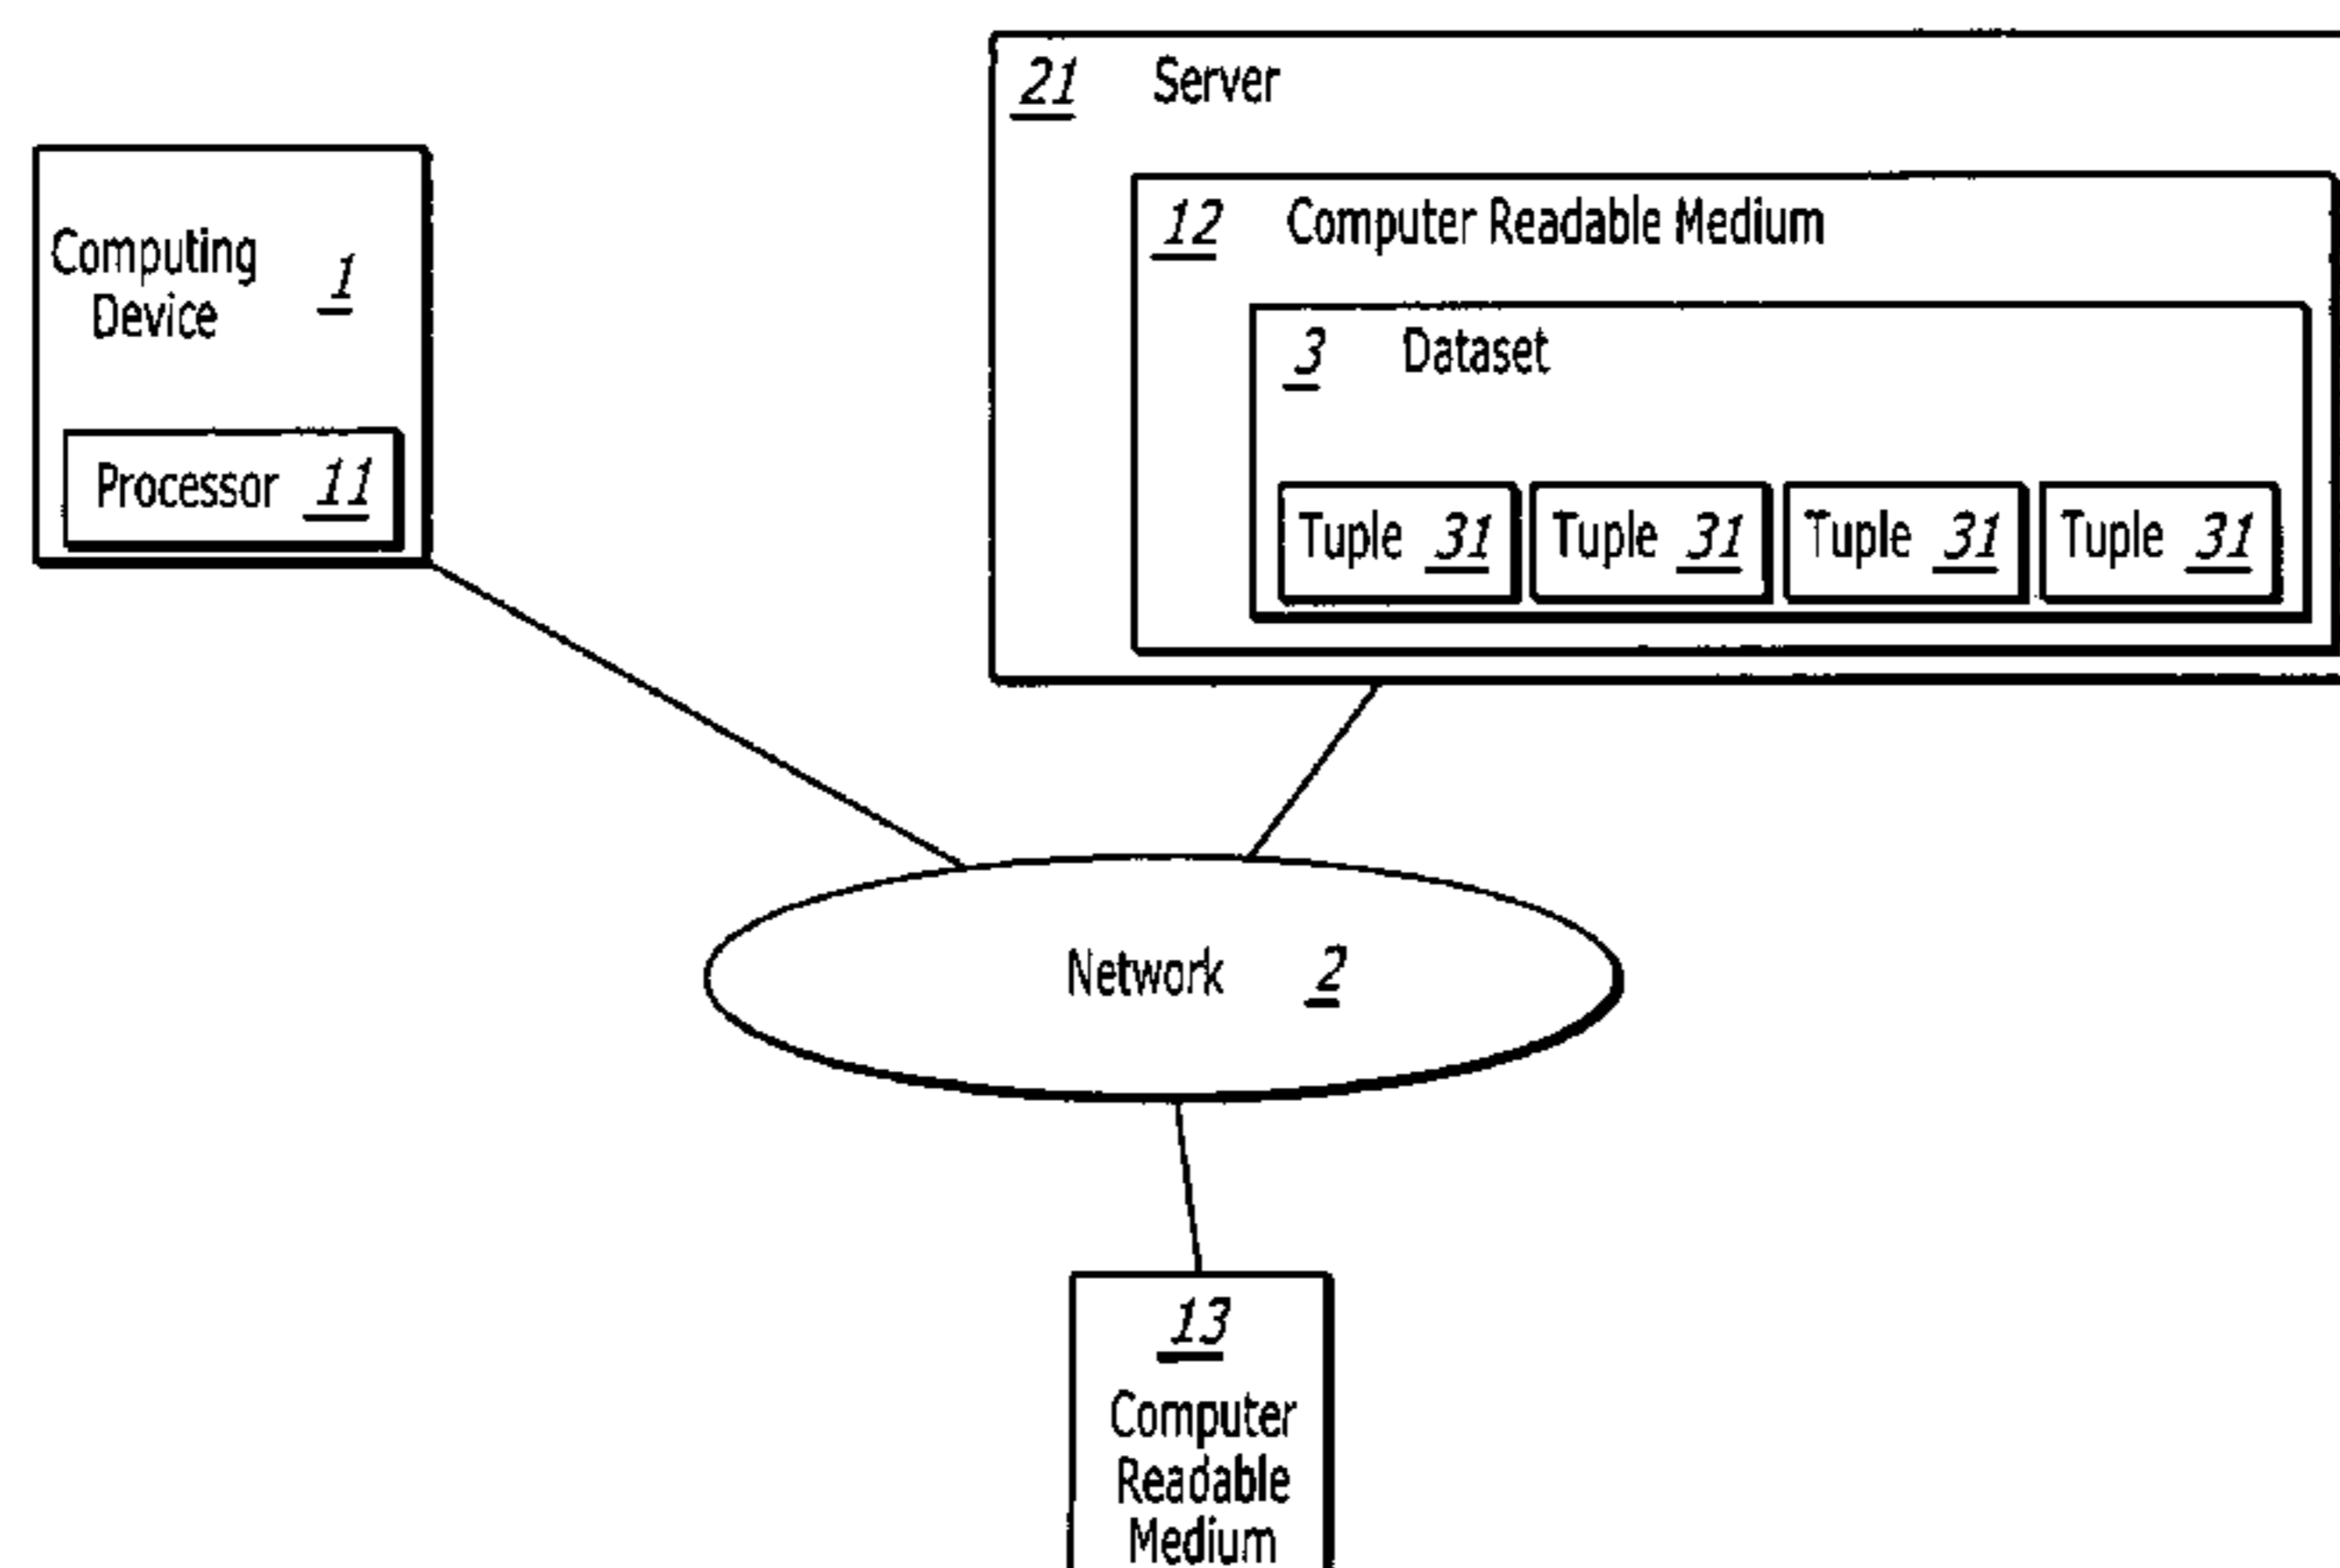 21 Server
12 Computer Readable Medium
Computing
Device 1
3 Dataset
Processor 11
Tuple 31 Tuple 31 Tuple 31 Tuple 31
Network 2
13
Computer
Readable
Medium